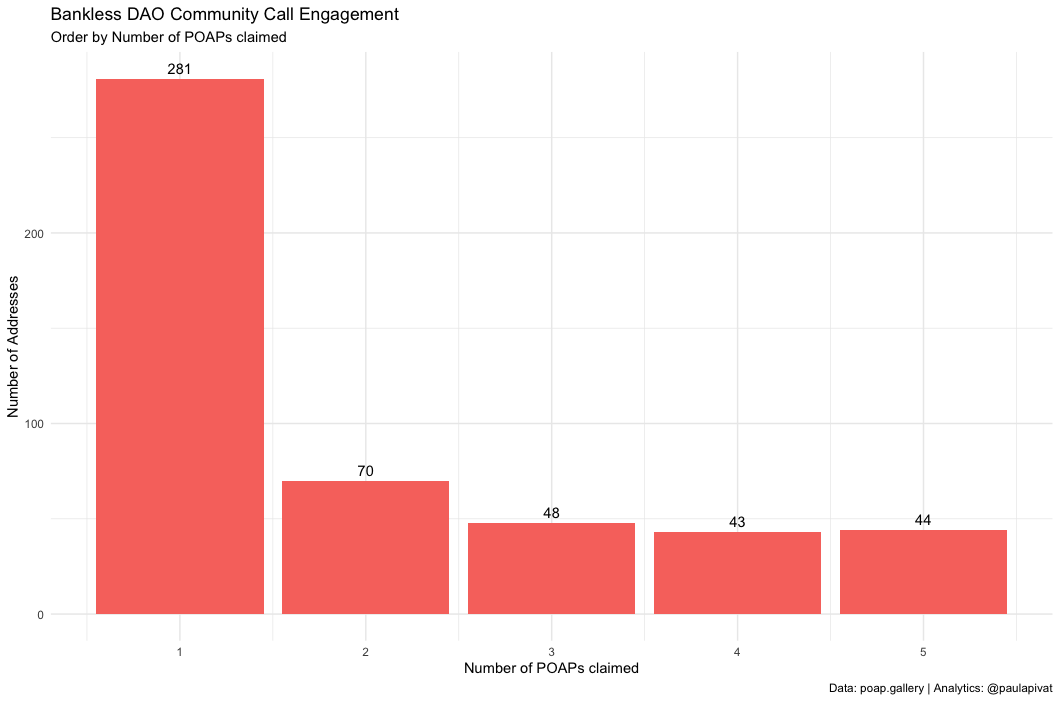 Bankless DAO Community Call Engagement
Order by Number of POAPs claimed
281
70
48
43
44
200
100
0
Number of Addresses
1 2 3 4 5
Number of POAPs claimed
Data: poap.gallery | Analytics: @paulapivat